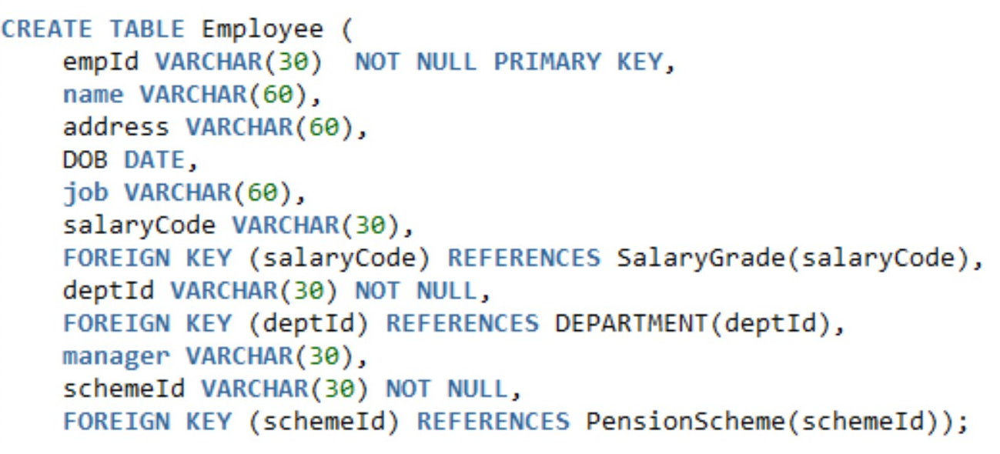 CREATE TABLE Employee (
    empId VARCHAR(30)  NOT NULL PRIMARY KEY,
    name VARCHAR(60),
    address VARCHAR(60),
    DOB DATE,
    job VARCHAR(60),
    salaryCode VARCHAR(30),
    FOREIGN KEY (salaryCode) REFERENCES SalaryGrade(salaryCode),
    deptId VARCHAR(30) NOT NULL,
    FOREIGN KEY (deptId) REFERENCES DEPARTMENT(deptId),
    manager VARCHAR(30),
    schemeId VARCHAR(30) NOT NULL,
    FOREIGN KEY (schemeId) REFERENCES PensionScheme(schemeId));